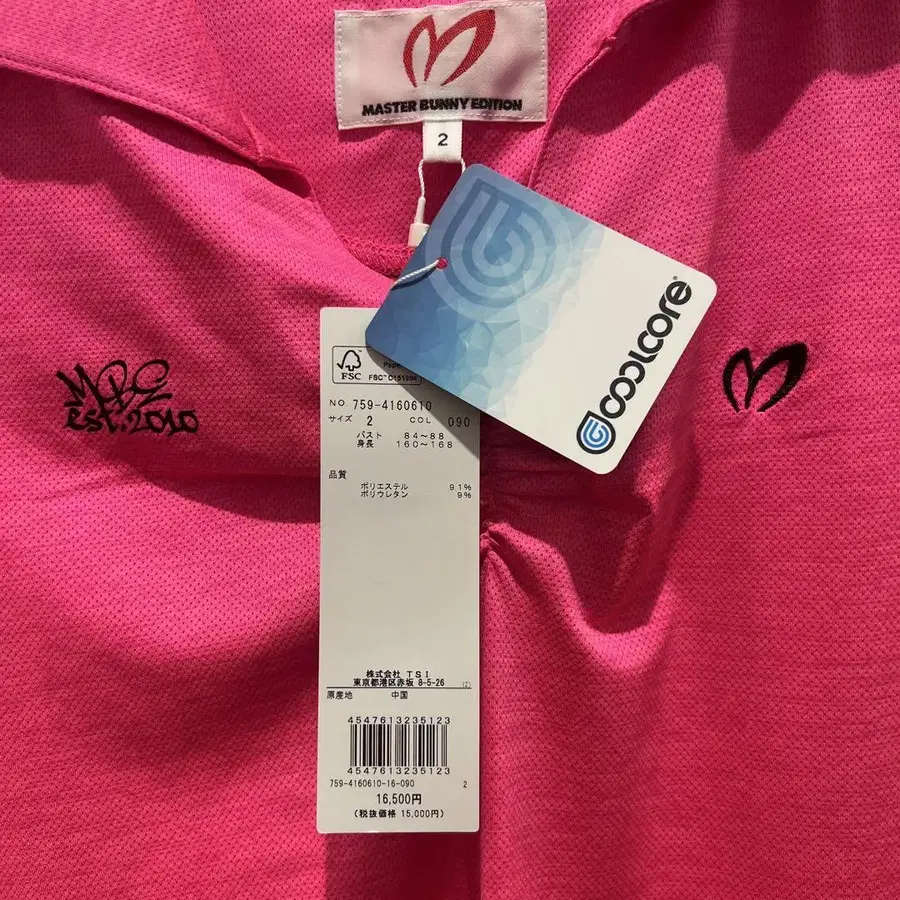 MASTER BUNNY EDITION
2
COOLCORE®
MBE
EST. 2010
FSC
FSC™ C151994
NO 759-4160610
サイズ 2 COL 090
バスト 84～88
身長 160～168
品質
ポリエステル 91%
ポリウレタン 9%
株式会社 TSI
東京都港区赤坂 8-5-26
原産地 中国
4547613235123
4547613235123
759-4160610-16-090 2
16,500円
(税抜価格 15,000円)